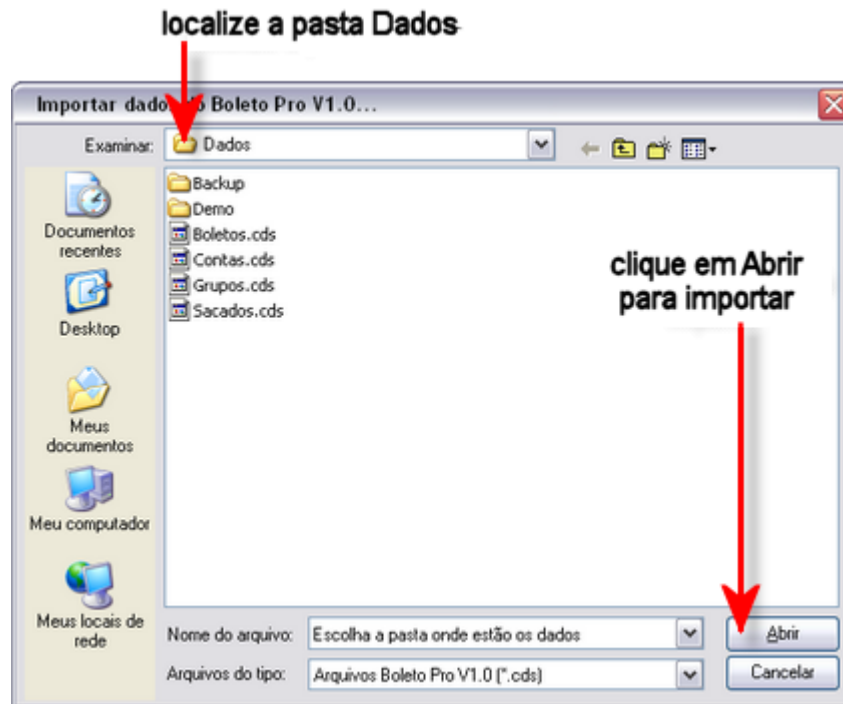 localize a pasta Dados
Importar dados do Boleto Pro V1.0...
Examinar:
Dados
Backup
Demo
Boletos.cds
Contas.cds
Grupos.cds
Sacados.cds
Documentos
recentes
Desktop
Meus
documentos
Meu computador
Meus locais de
rede
clique em Abrir
para importar
Nome do arquivo:
Escolha a pasta onde estão os dados
Abrir
Arquivos do tipo:
Arquivos Boleto Pro V1.0 (*.cds)
Cancelar